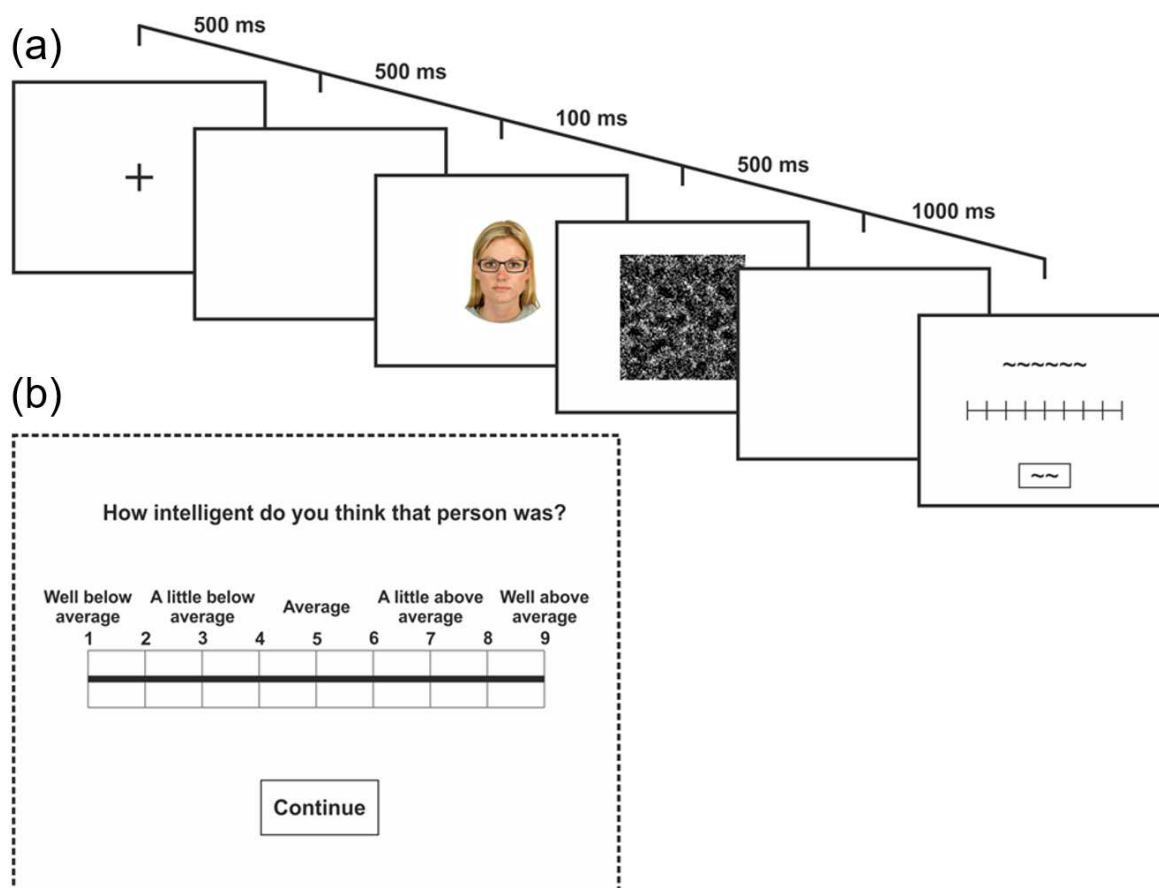 (a)
500 ms
500 ms
100 ms
500 ms
1000 ms
~~~~~~
~~
(b)
How intelligent do you think that person was?
Well below average
A little below average
Average
A little above average
Well above average
1 2 3 4 5 6 7 8 9
Continue